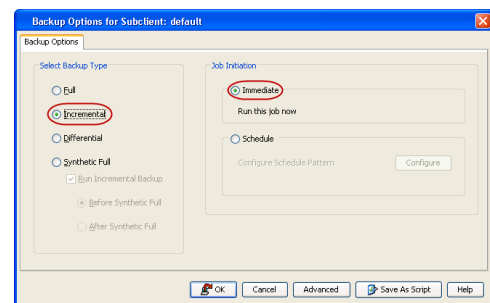 Backup Options for Subclient: default
Backup Options
Select Backup Type
Full
Incremental
Differential
Synthetic Full
Run Incremental Backup
Before Synthetic Full
After Synthetic Full
Job Initiation
Immediate
Run this job now
Schedule
Configure Schedule Pattern
Configure
OK
Cancel
Advanced
Save As Script
Help